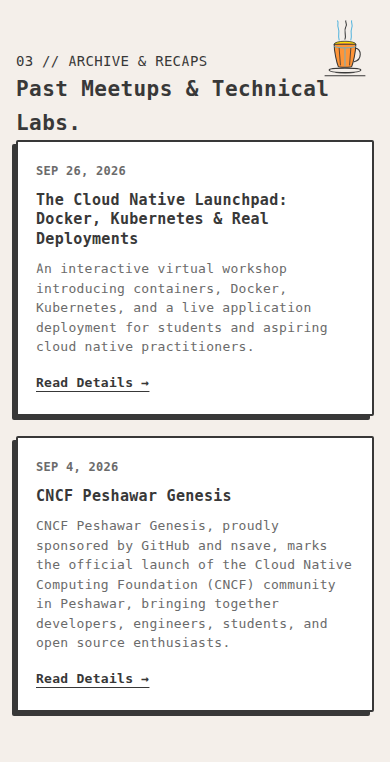 03 // ARCHIVE & RECAPS
Past Meetups & Technical
Labs.
SEP 26, 2026
The Cloud Native Launchpad:
Docker, Kubernetes & Real
Deployments
An interactive virtual workshop
introducing containers, Docker,
Kubernetes, and a live application
deployment for students and aspiring
cloud native practitioners.
Read Details →
SEP 4, 2026
CNCF Peshawar Genesis
CNCF Peshawar Genesis, proudly
sponsored by GitHub and nsave, marks
the official launch of the Cloud Native
Computing Foundation (CNCF) community
in Peshawar, bringing together
developers, engineers, students, and
open source enthusiasts.
Read Details →